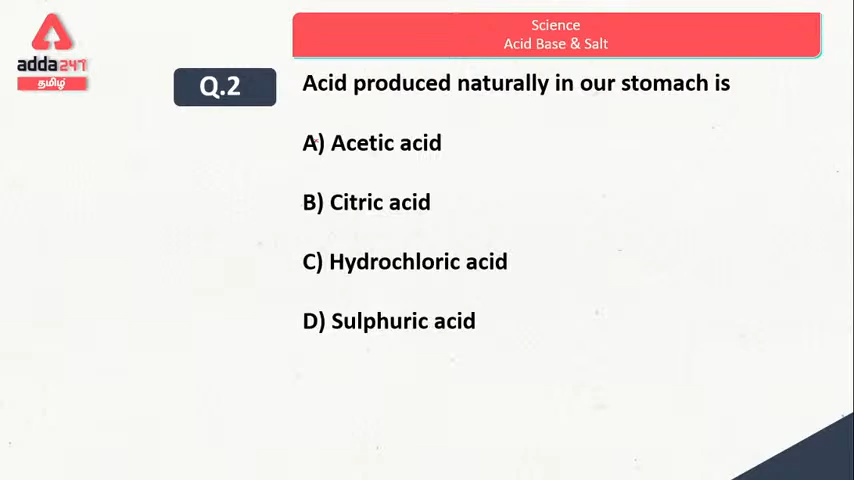 Science
Acid Base & Salt
adda247
தமிழ்
Q.2
Acid produced naturally in our stomach is
A) Acetic acid
B) Citric acid
C) Hydrochloric acid
D) Sulphuric acid